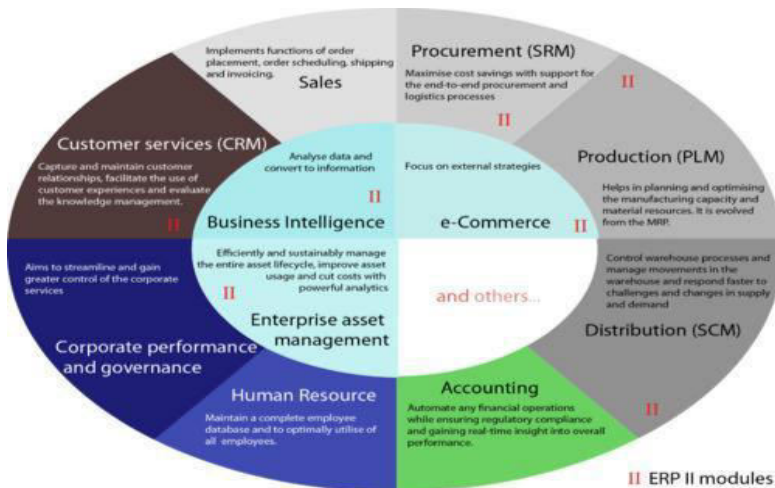 Implements functions of order
placement, order scheduling, shipping
and invoicing.
Sales
Procurement (SRM)
Maximise cost savings with support for
the end-to-end procurement and
logistics processes
II
II
Customer services (CRM)
Capture and maintain customer
relationships, facilitate the use of
customer experiences and evaluate
the knowledge management.
II
Analyse data and
convert to information
II
Business Intelligence
Focus on external strategies
e-Commerce
II
Production (PLM)
Helps in planning and optimising
the manufacturing capacity and
material resources. It is evolved
from the MRP.
Aims to streamline and gain
greater control of the corporate
services
Corporate performance
and governance
Efficiently and sustainably manage
the entire asset lifecycle, improve asset
usage and cut costs with
powerful analytics
II
Enterprise asset
management
and others...
Control warehouse processes and
manage movements in the
warehouse and respond faster to
challenges and changes in supply
and demand
Distribution (SCM)
II
Human Resource
Maintain a complete employee
database and to optimally utilise of
all employees.
Accounting
Automate any financial operations
while ensuring regulatory compliance
and gaining real-time insight into overall
performance.
II ERP II modules